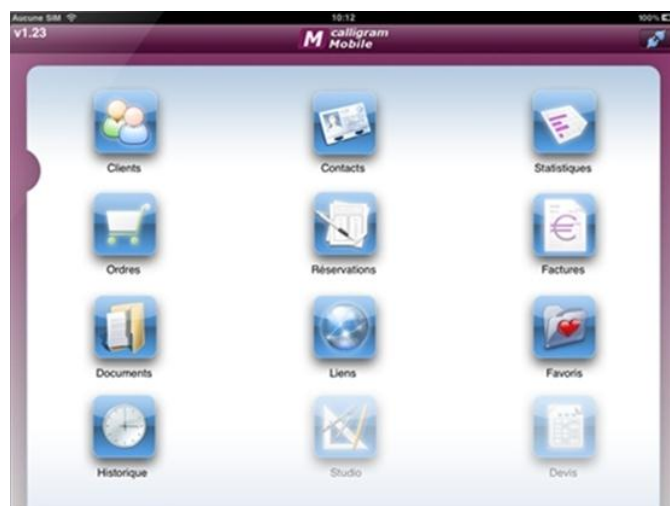 Aucune SIM 10:12 100%
v1.23
M calligram
Mobile
Clients Contacts Statistiques
Ordres Réservations Factures
Documents Liens Favoris
Historique Studio Devis